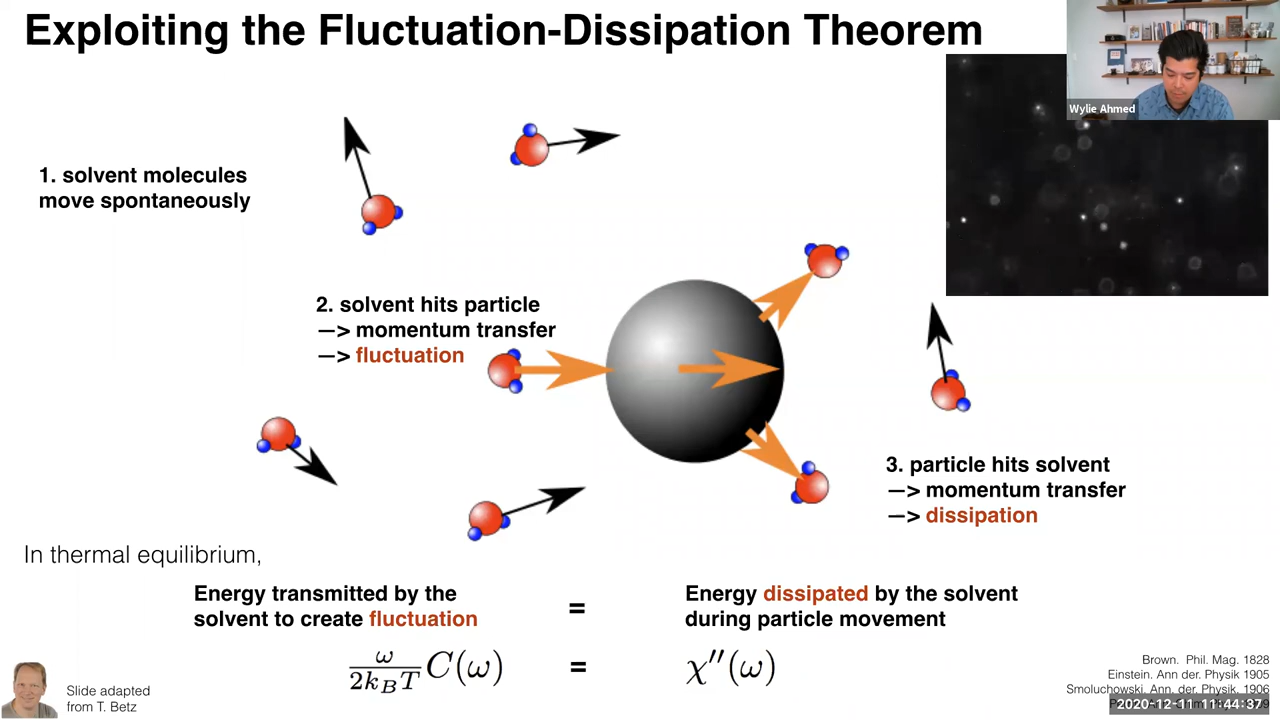 Exploiting the Fluctuation-Dissipation Theorem
Wylie Ahmed
1. solvent molecules
move spontaneously
2. solvent hits particle
—> momentum transfer
—> fluctuation
3. particle hits solvent
—> momentum transfer
—> dissipation
In thermal equilibrium,
Energy transmitted by the
solvent to create fluctuation
=
Energy dissipated by the solvent
during particle movement
ω/2k_BT C(ω) = χ″(ω)
Slide adapted
from T. Betz
Brown. Phil. Mag. 1828
Einstein. Ann der. Physik 1905
Smoluchowski. Ann. der. Physik. 1906
2020-12-11 11:44:37